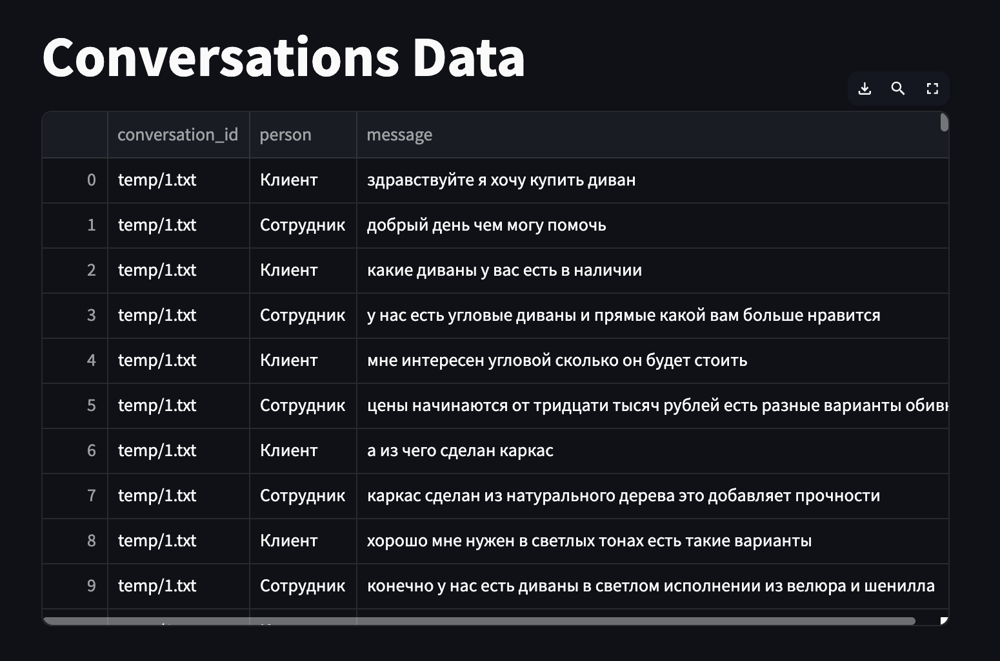 Conversations Data
conversation_id person message
0 temp/1.txt Клиент здравствуйте я хочу купить диван
1 temp/1.txt Сотрудник добрый день чем могу помочь
2 temp/1.txt Клиент какие диваны у вас есть в наличии
3 temp/1.txt Сотрудник у нас есть угловые диваны и прямые какой вам больше нравится
4 temp/1.txt Клиент мне интересен угловой сколько он будет стоить
5 temp/1.txt Сотрудник цены начинаются от тридцати тысяч рублей есть разные варианты
6 temp/1.txt Клиент а из чего сделан каркас
7 temp/1.txt Сотрудник каркас сделан из натурального дерева это добавляет прочности
8 temp/1.txt Клиент хорошо мне нужен в светлых тонах есть такие варианты
9 temp/1.txt Сотрудник конечно у нас есть диваны в светлом исполнении из велюра и шенилла